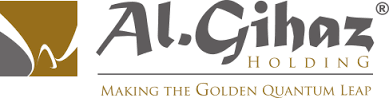 AL.Gihaz®
HOLDING
MAKING THE GOLDEN QUANTUM LEAP